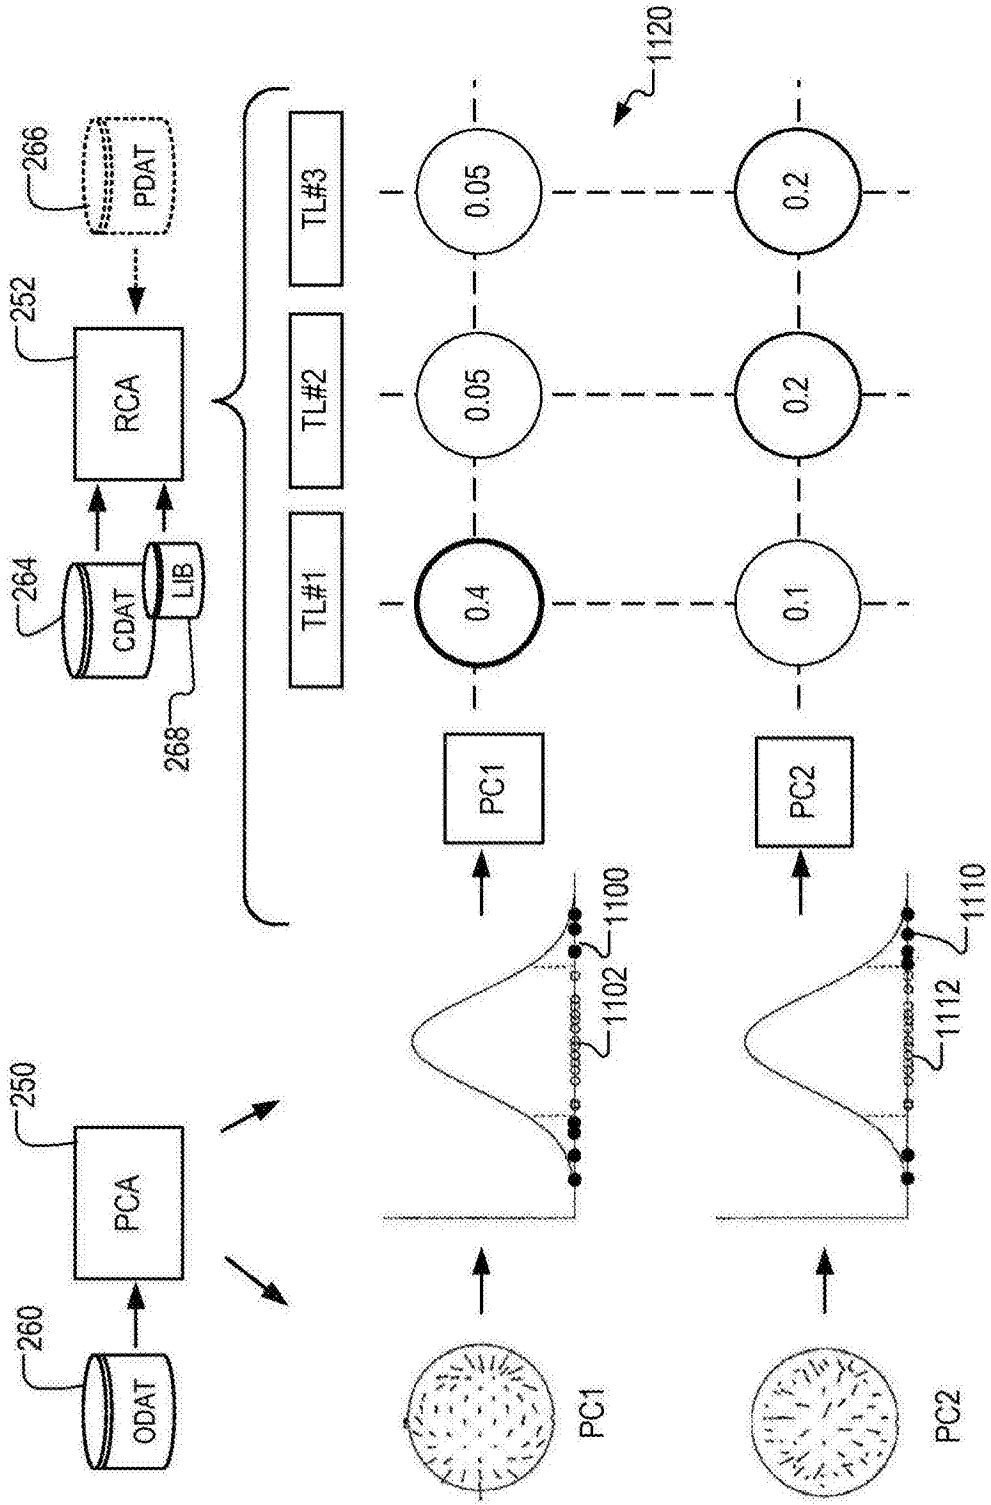 260
250
264
252
266
ODAT
PCA
CDAT
LIB
RCA
PDAT
268
TL#1
TL#2
TL#3
PC1
1102
1100
PC1
0.4
0.05
0.05
1120
PC2
1112
1110
PC2
0.1
0.2
0.2